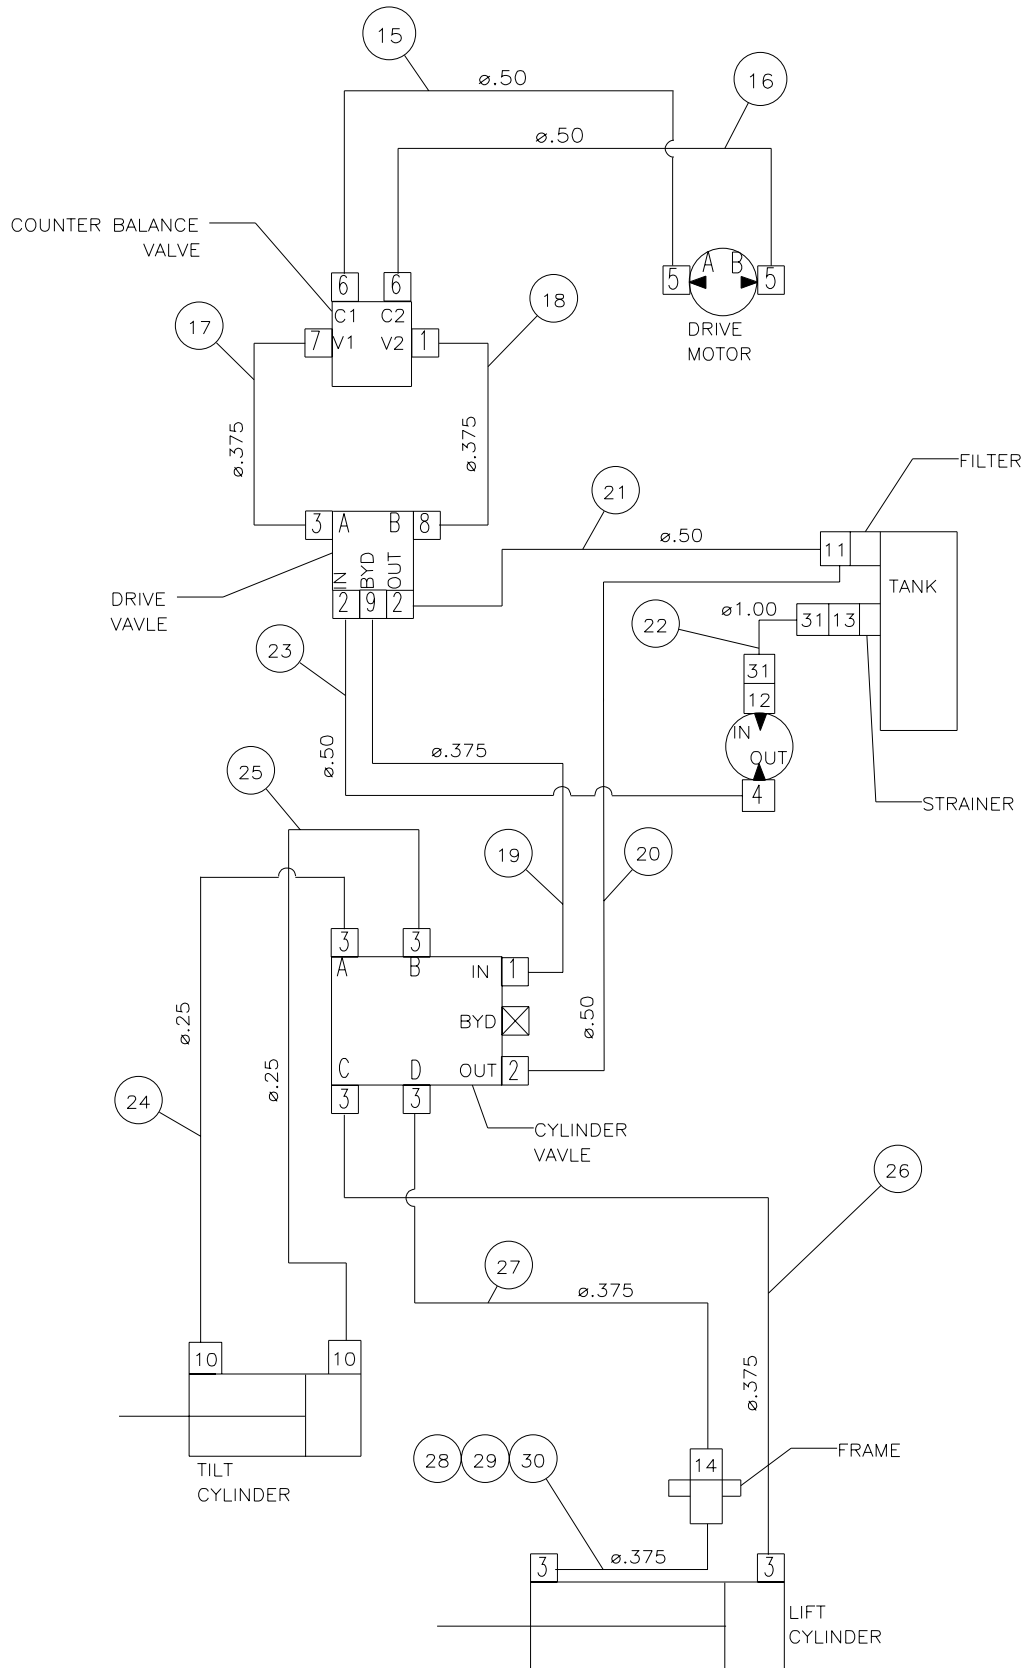 15
ø.50
16
ø.50
COUNTER BALANCE
VALVE
6
6
C1
C2
7
V1
V2
1
17
18
5
A
B
5
DRIVE
MOTOR
ø.375
ø.375
FILTER
21
3
A
B
8
IN
BYD
OUT
2
9
2
DRIVE
VAVLE
ø.50
11
TANK
ø1.00
31
13
22
23
31
12
IN
OUT
4
STRAINER
ø.50
ø.375
25
19
20
3
3
A
B
IN
1
BYD
ø.50
C
D
OUT
2
3
3
ø.25
ø.25
24
CYLINDER
VAVLE
26
27
ø.375
ø.375
10
10
TILT
CYLINDER
28
29
30
14
FRAME
ø.375
3
3
LIFT
CYLINDER